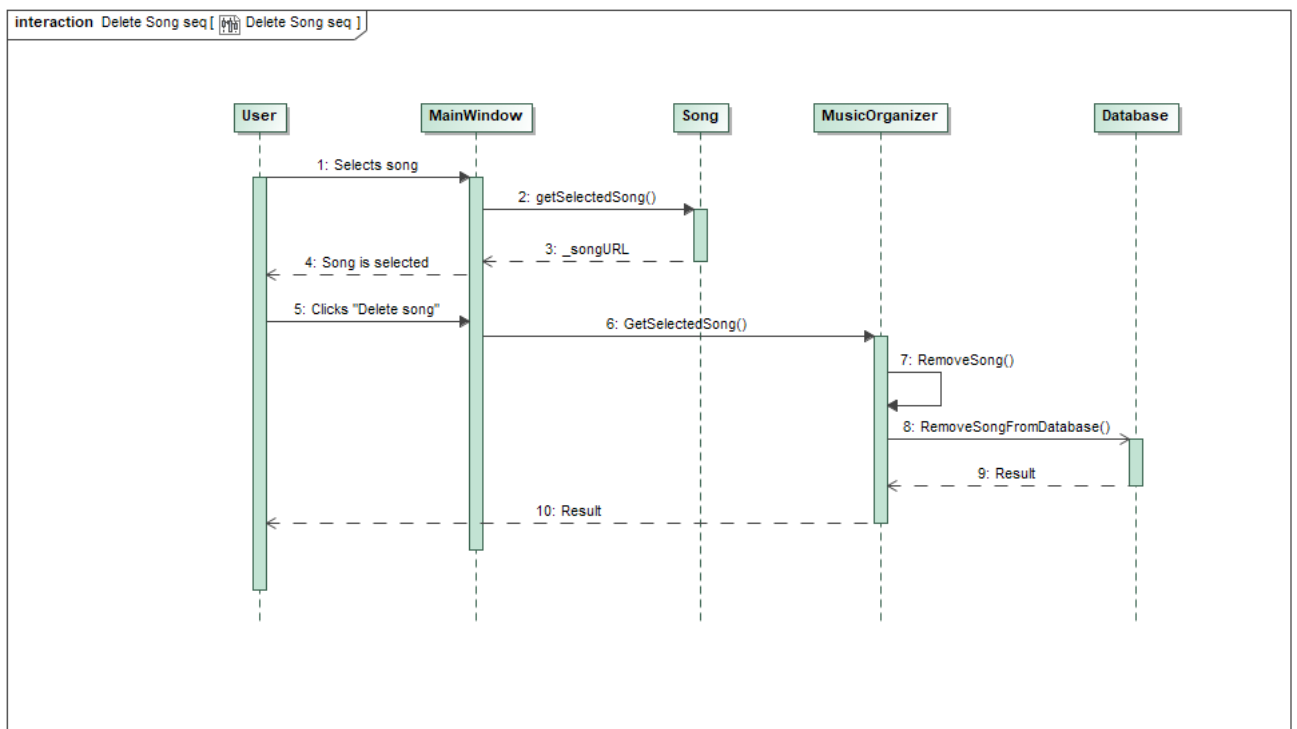 interaction Delete Song seq [ Delete Song seq ]
User MainWindow Song MusicOrganizer Database
1: Selects song
2: getSelectedSong()
3: _songURL
4: Song is selected
5: Clicks "Delete song"
6: GetSelectedSong()
7: RemoveSong()
8: RemoveSongFromDatabase()
9: Result
10: Result